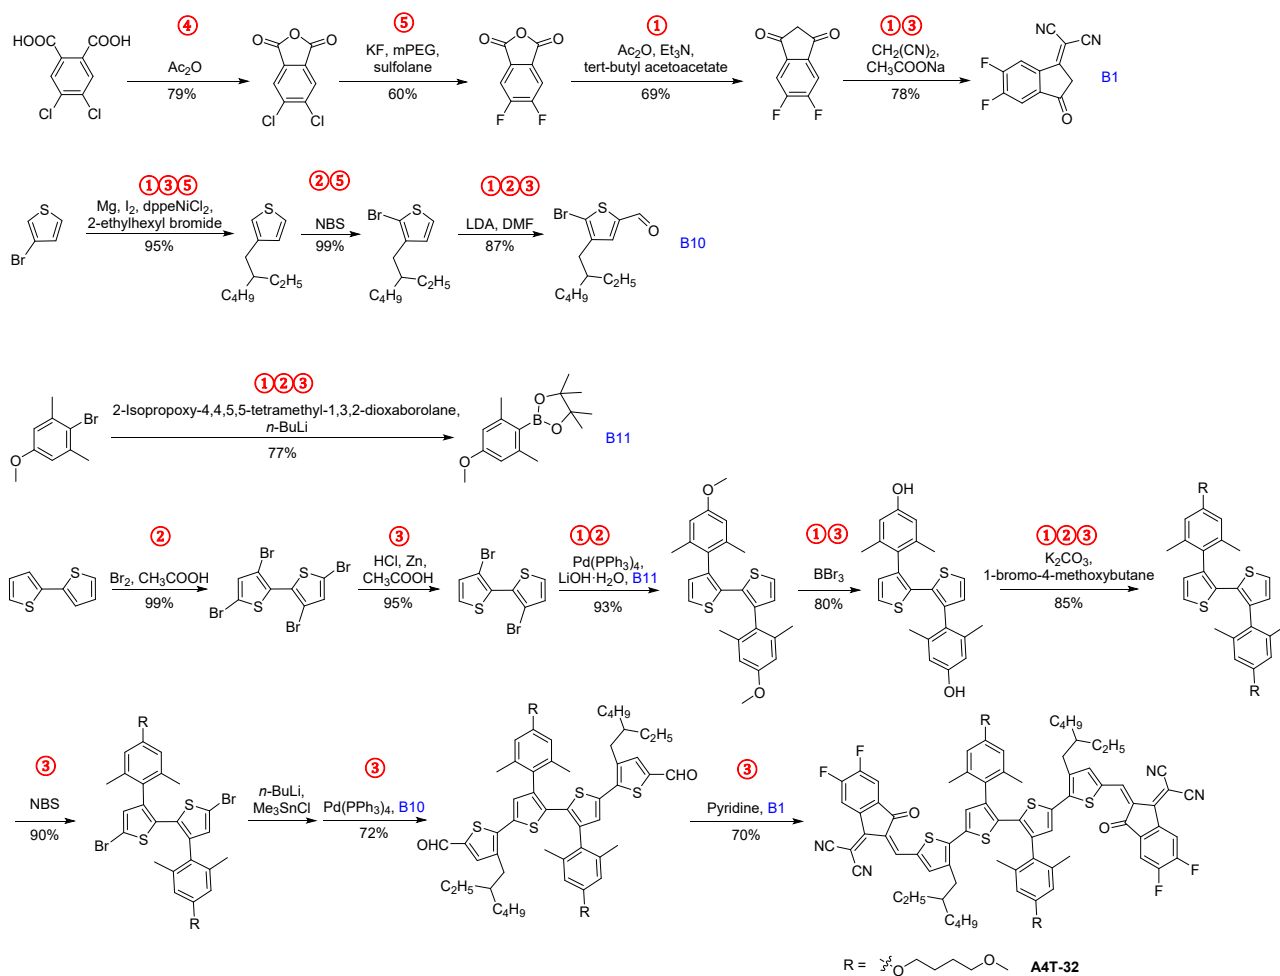 ④
⑤
①
①③
HOOC COOH
Cl Cl
Ac₂O
79%
O O O
Cl Cl
KF, mPEG,
sulfolane
60%
O O O
F F
Ac₂O, Et₃N,
tert-butyl acetoacetate
69%
O O
F F
CH₂(CN)₂,
CH₃COONa
78%
NC
CN
F
F
O
B1
①③⑤
②⑤
①②③
S
Br
Mg, I₂, dppeNiCl₂,
2-ethylhexyl bromide
95%
S
C₂H₅
C₄H₉
NBS
99%
Br S
C₂H₅
C₄H₉
LDA, DMF
87%
Br S
O
C₂H₅
C₄H₉
B10
①②③
Br
O
2-Isopropoxy-4,4,5,5-tetramethyl-1,3,2-dioxaborolane,
n-BuLi
77%
O
B
O
O
B11
②
③
①②
①③
①②③
S
S
Br₂, CH₃COOH
99%
Br
Br
S
S
Br
Br
HCl, Zn,
CH₃COOH
95%
Br
S
S
Br
Pd(PPh₃)₄,
LiOH·H₂O, B11
93%
O
S
S
O
BBr₃
80%
OH
S
S
OH
K₂CO₃,
1-bromo-4-methoxybutane
85%
R
S
S
R
③
NBS
90%
R
Br
S
S
Br
R
n-BuLi,
Me₃SnCl
③
Pd(PPh₃)₄, B10
72%
R
C₄H₉
C₂H₅
CHO
S
S
S
S
OHC
C₂H₅
C₄H₉
R
③
Pyridine, B1
70%
F
F
O
NC
CN
S
C₂H₅
C₄H₉
R
S
S
R
C₄H₉
C₂H₅
S
NC
CN
O
F
F
R = O O A4T-32